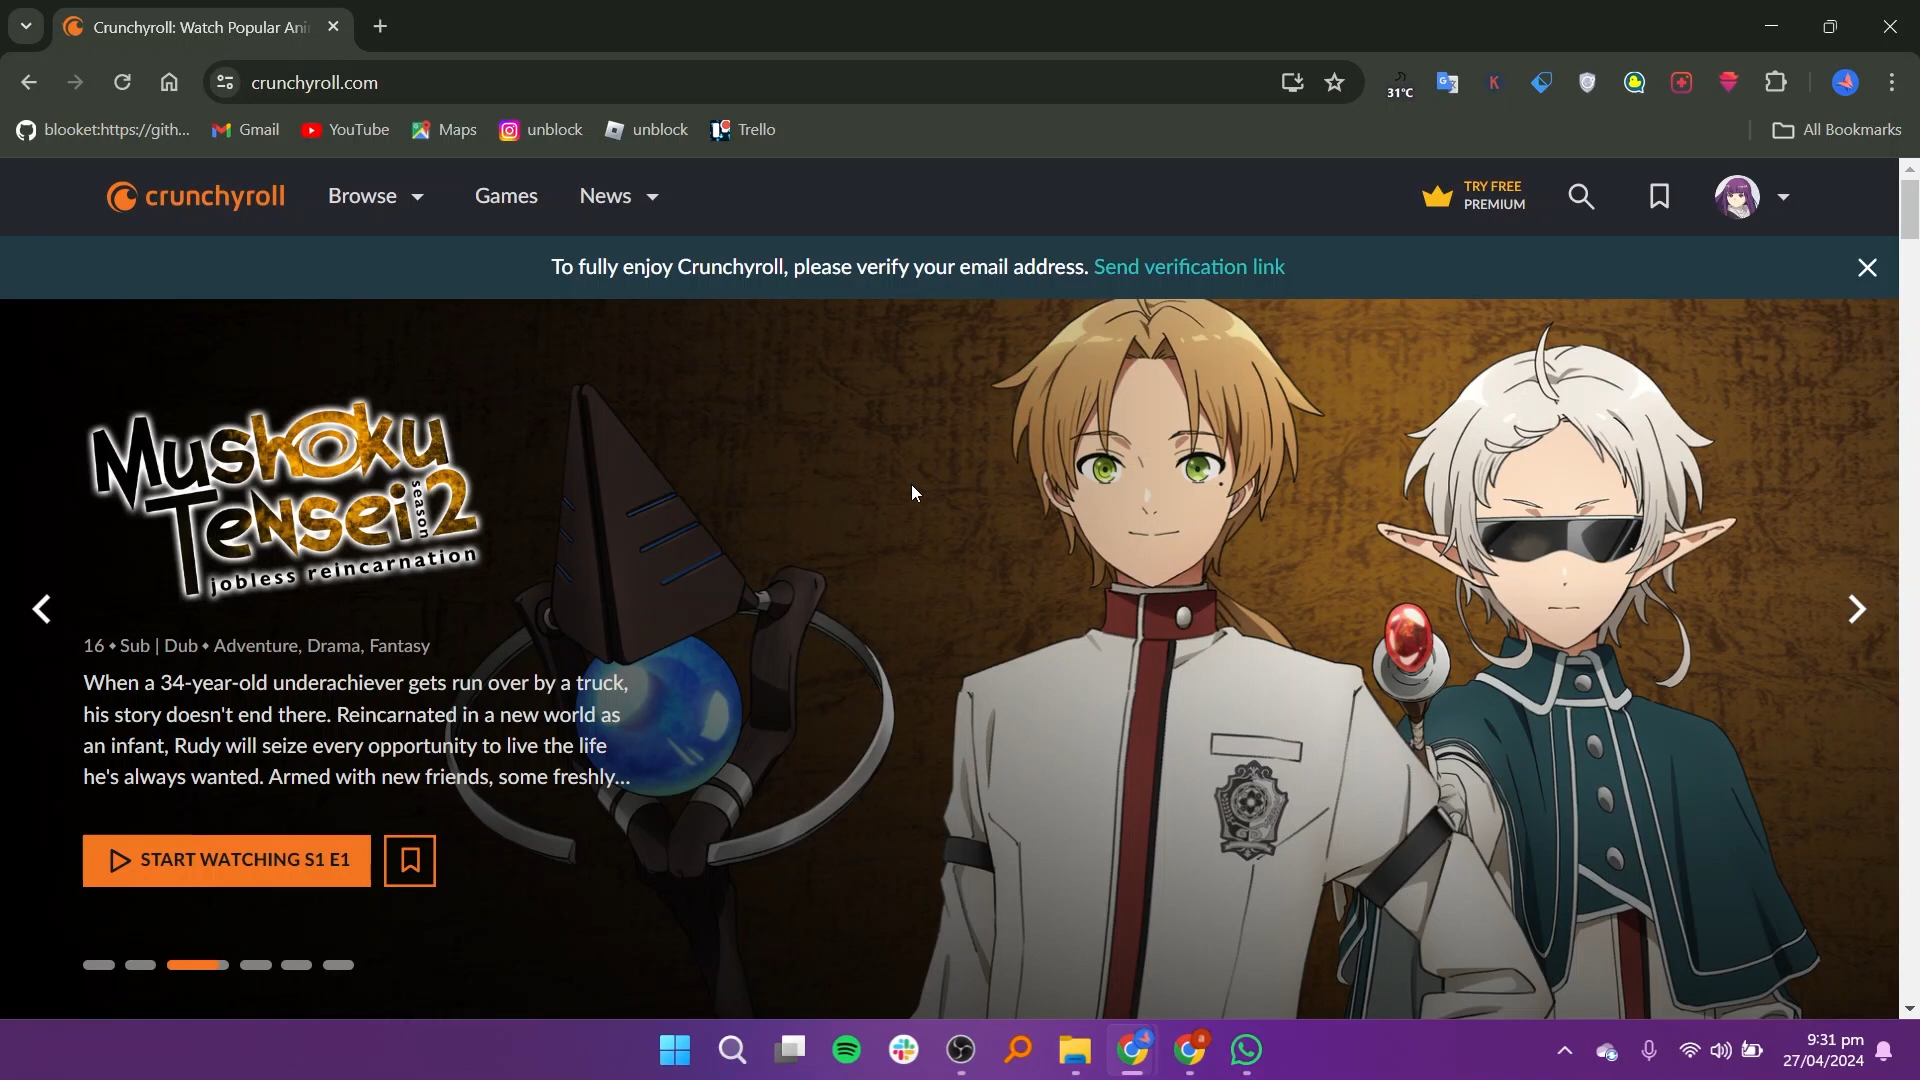 Crunchyroll: Watch Popular Ani
crunchyroll.com
31°C
K
blooket:https://gith...
Gmail
YouTube
Maps
unblock
unblock
Trello
All Bookmarks
crunchyroll
Browse
Games
News
TRY FREE
PREMIUM
To fully enjoy Crunchyroll, please verify your email address. Send verification link
Mushoku
Tensei
season 2
jobless reincarnation
16 • Sub | Dub • Adventure, Drama, Fantasy
When a 34-year-old underachiever gets run over by a truck,
his story doesn't end there. Reincarnated in a new world as
an infant, Rudy will seize every opportunity to live the life
he's always wanted. Armed with new friends, some freshly...
START WATCHING S1 E1
9:31 pm
27/04/2024